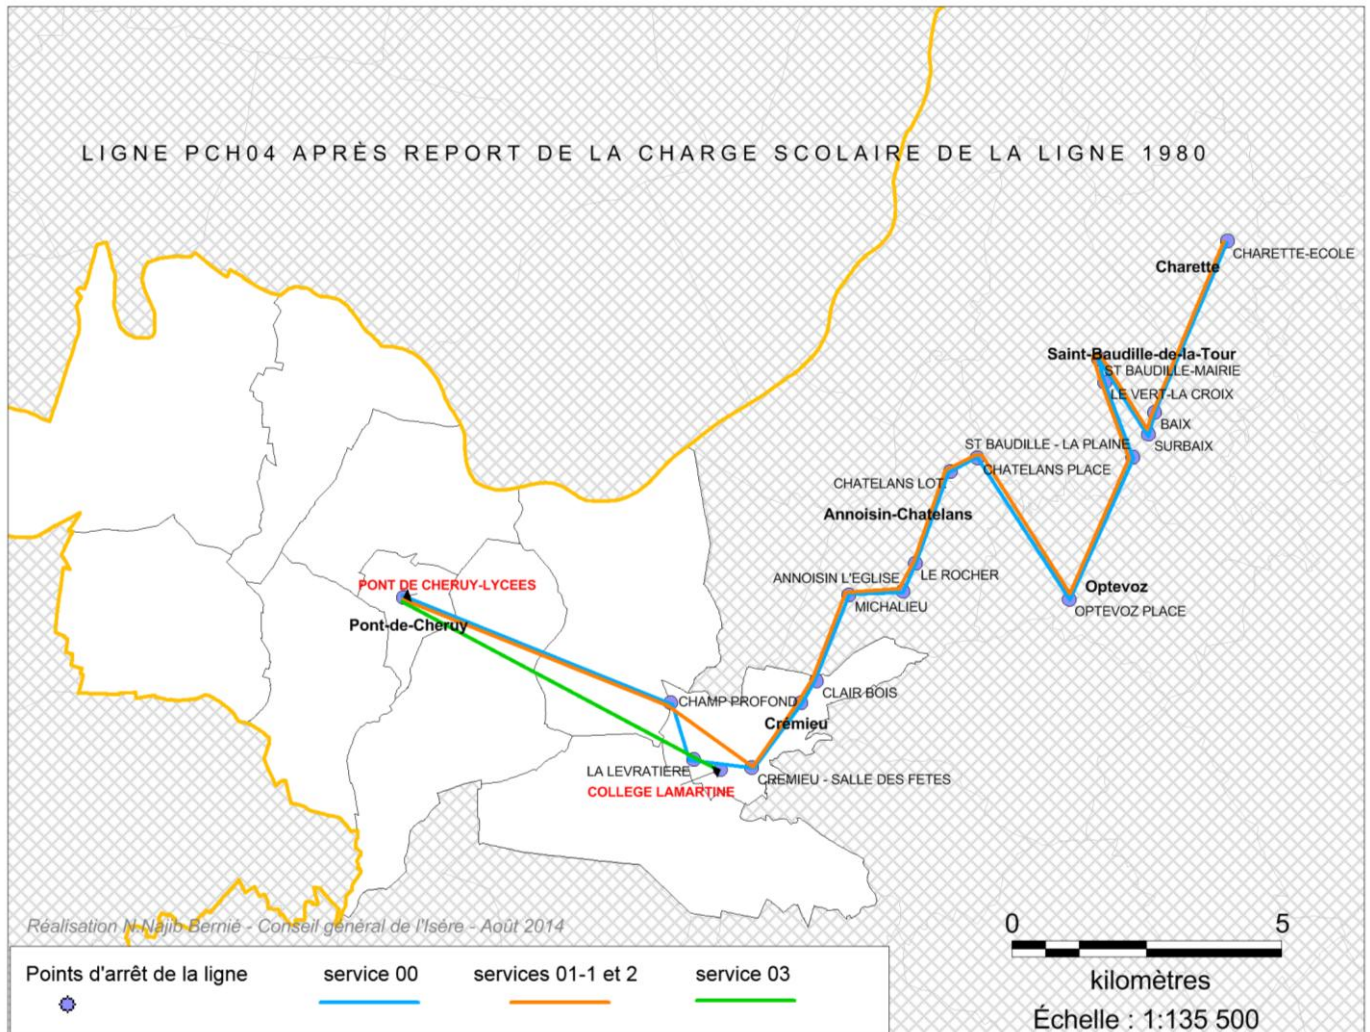 LIGNE PCH04 APRÈS REPORT DE LA CHARGE SCOLAIRE DE LA LIGNE 1980
CHARETTE-ECOLE
Charette
Saint-Baudille-de-la-Tour
ST BAUDILLE-MAIRIE
LE VERT-LA CROIX
BAIX
SURBAIX
ST BAUDILLE - LA PLAINE
CHATELANS PLACE
CHATELANS LOT.
Annoisin-Chatelans
LE ROCHER
ANNOISIN L'EGLISE
MICHALIEU
Optevoz
OPTEVOZ PLACE
PONT DE CHERUY-LYCEES
Pont-de-Cheruy
CLAIR BOIS
CHAMP PROFOND
Crémieu
LA LEVRATIERE
CREMIEU - SALLE DES FETES
COLLEGE LAMARTINE
Réalisation N.Najib Bernié - Conseil général de l'Isère - Août 2014
0 5
kilomètres
Échelle : 1:135 500
Points d'arrêt de la ligne service 00 services 01-1 et 2 service 03